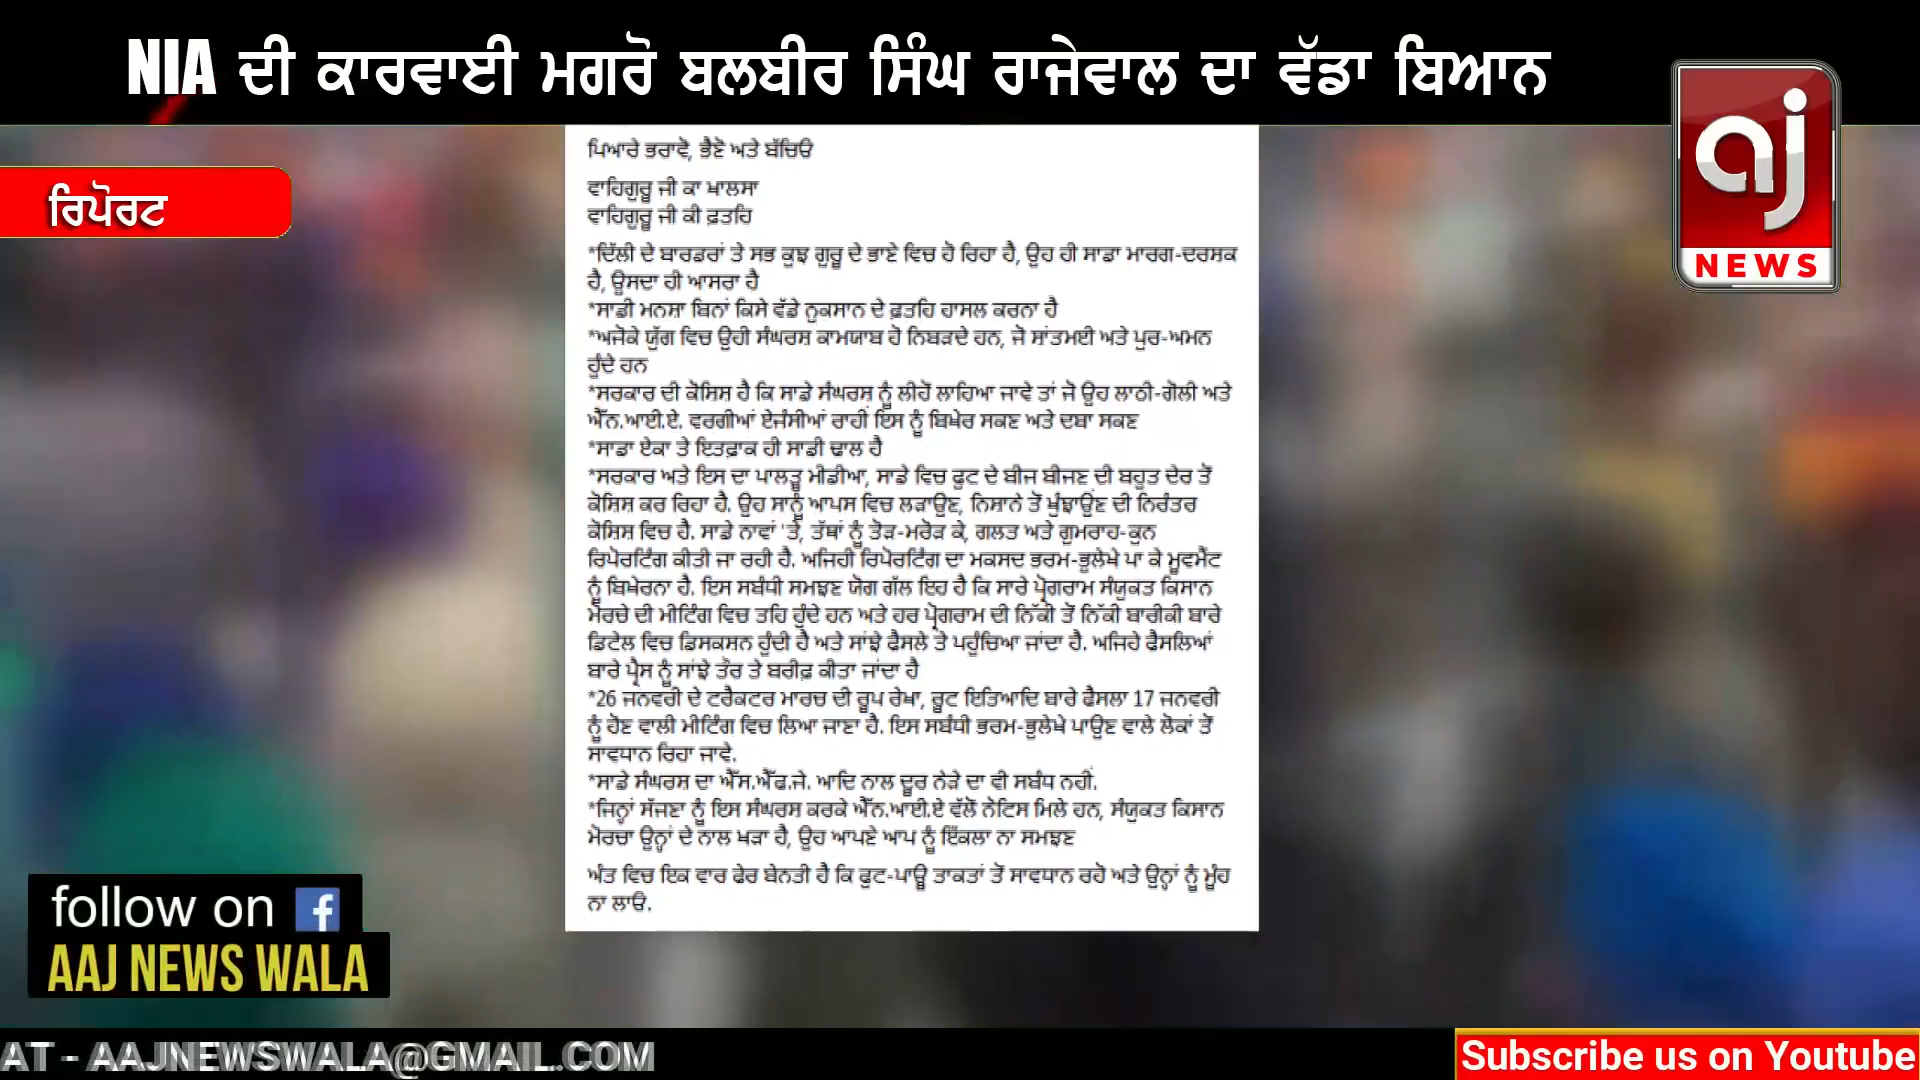 NIA ਦੀ ਕਾਰਵਾਈ ਮਗਰੋ ਬਲਬੀਰ ਸਿੰਘ ਰਾਜੇਵਾਲ ਦਾ ਵੱਡਾ ਬਿਆਨ
aj
NEWS
ਰਿਪੋਰਟ
ਪਿਆਰੇ ਭਰਾਵੋ, ਭੈਣੋ ਅਤੇ ਬੱਚਿਓ
ਵਾਹਿਗੁਰੂ ਜੀ ਕਾ ਖਾਲਸਾ
ਵਾਹਿਗੁਰੂ ਜੀ ਕੀ ਫ਼ਤਹਿ
*ਦਿੱਲੀ ਦੇ ਬਾਰਡਰਾਂ ਤੇ ਸਭ ਕੁਝ ਗੁਰੂ ਦੇ ਭਾਣੇ ਵਿਚ ਹੋ ਰਿਹਾ ਹੈ, ਉਹ ਹੀ ਸਾਡਾ ਮਾਰਗ-ਦਰਸ਼ਕ
ਹੈ, ਉਸਦਾ ਹੀ ਆਸਰਾ ਹੈ
*ਸਾਡੀ ਮਨਸਾ ਬਿਨਾਂ ਕਿਸੇ ਵੱਡੇ ਨੁਕਸਾਨ ਦੇ ਫ਼ਤਹਿ ਹਾਸਲ ਕਰਨਾ ਹੈ
*ਅਜੋਕੇ ਯੁੱਗ ਵਿਚ ਉਹੀ ਸੰਘਰਸ਼ ਕਾਮਯਾਬ ਹੋ ਨਿਬੜਦੇ ਹਨ, ਜੋ ਸ਼ਾਂਤਮਈ ਅਤੇ ਪੁਰ-ਅਮਨ
ਹੁੰਦੇ ਹਨ
*ਸਰਕਾਰ ਦੀ ਕੋਸ਼ਿਸ਼ ਹੈ ਕਿ ਸਾਡੇ ਸੰਘਰਸ਼ ਨੂੰ ਲੀਹੋਂ ਲਾਹਿਆ ਜਾਵੇ ਤਾਂ ਜੋ ਉਹ ਲਾਠੀ-ਗੋਲੀ ਅਤੇ
ਐੱਨ.ਆਈ.ਏ. ਵਰਗੀਆਂ ਏਜੰਸੀਆਂ ਰਾਹੀਂ ਇਸ ਨੂੰ ਬਿਖੇਰ ਸਕਣ ਅਤੇ ਦਬਾ ਸਕਣ
*ਸਾਡਾ ਏਕਾ ਤੇ ਇਤਫ਼ਾਕ ਹੀ ਸਾਡੀ ਢਾਲ ਹੈ
*ਸਰਕਾਰ ਅਤੇ ਇਸ ਦਾ ਪਾਲਤੂ ਮੀਡੀਆ, ਸਾਡੇ ਵਿਚ ਫੁਟ ਦੇ ਬੀਜ ਬੀਜਣ ਦੀ ਬਹੁਤ ਦੇਰ ਤੋਂ
ਕੋਸ਼ਿਸ਼ ਕਰ ਰਿਹਾ ਹੈ. ਉਹ ਸਾਨੂੰ ਆਪਸ ਵਿਚ ਲੜਾਉਣ, ਨਿਸ਼ਾਨੇ ਤੋਂ ਖੁੰਝਾਉਂਣ ਦੀ ਨਿਰੰਤਰ
ਕੋਸ਼ਿਸ਼ ਵਿਚ ਹੈ. ਸਾਡੇ ਨਾਵਾਂ 'ਤੇ, ਤੱਥਾਂ ਨੂੰ ਤੋੜ-ਮਰੋੜ ਕੇ, ਗਲਤ ਅਤੇ ਗੁਮਰਾਹ-ਕੁਨ
ਰਿਪੋਰਟਿੰਗ ਕੀਤੀ ਜਾ ਰਹੀ ਹੈ. ਅਜਿਹੀ ਰਿਪੋਰਟਿੰਗ ਦਾ ਮਕਸਦ ਭਰਮ-ਭੁਲੇਖੇ ਪਾ ਕੇ ਮੂਵਮੈਂਟ
ਨੂੰ ਬਿਖੇਰਨਾ ਹੈ. ਇਸ ਸਬੰਧੀ ਸਮਝਣ ਯੋਗ ਗੱਲ ਇਹ ਹੈ ਕਿ ਸਾਰੇ ਪ੍ਰੋਗਰਾਮ ਸੰਯੁਕਤ ਕਿਸਾਨ
ਮੋਰਚੇ ਦੀ ਮੀਟਿੰਗ ਵਿਚ ਤਹਿ ਹੁੰਦੇ ਹਨ ਅਤੇ ਹਰ ਪ੍ਰੋਗਰਾਮ ਦੀ ਨਿੱਕੀ ਤੋਂ ਨਿੱਕੀ ਬਾਰੀਕੀ ਬਾਰੇ
ਡਿਟੇਲ ਵਿਚ ਡਿਸਕਸ਼ਨ ਹੁੰਦੀ ਹੈ ਅਤੇ ਸਾਂਝੇ ਫੈਸਲੇ ਤੇ ਪਹੁੰਚਿਆ ਜਾਂਦਾ ਹੈ. ਅਜਿਹੇ ਫੈਸਲਿਆਂ
ਬਾਰੇ ਪ੍ਰੈਸ ਨੂੰ ਸਾਂਝੇ ਤੌਰ ਤੇ ਬਰੀਫ਼ ਕੀਤਾ ਜਾਂਦਾ ਹੈ
*26 ਜਨਵਰੀ ਦੇ ਟਰੈਕਟਰ ਮਾਰਚ ਦੀ ਰੂਪ ਰੇਖਾ, ਰੂਟ ਇਤਿਆਦਿ ਬਾਰੇ ਫੈਸਲਾ 17 ਜਨਵਰੀ
ਨੂੰ ਹੋਣ ਵਾਲੀ ਮੀਟਿੰਗ ਵਿਚ ਲਿਆ ਜਾਣਾ ਹੈ. ਇਸ ਸਬੰਧੀ ਭਰਮ-ਭੁਲੇਖੇ ਪਾਉਣ ਵਾਲੇ ਲੋਕਾਂ ਤੋਂ
ਸਾਵਧਾਨ ਰਿਹਾ ਜਾਵੇ.
*ਸਾਡੇ ਸੰਘਰਸ਼ ਦਾ ਐੱਸ.ਐੱਫ.ਜੇ. ਆਦਿ ਨਾਲ ਦੂਰ ਨੇੜੇ ਦਾ ਵੀ ਸਬੰਧ ਨਹੀਂ.
*ਜਿਨ੍ਹਾਂ ਸੱਜਣਾ ਨੂੰ ਇਸ ਸੰਘਰਸ਼ ਕਰਕੇ ਐੱਨ.ਆਈ.ਏ ਵੱਲੋਂ ਨੋਟਿਸ ਮਿਲੇ ਹਨ, ਸੰਯੁਕਤ ਕਿਸਾਨ
ਮੋਰਚਾ ਉਨ੍ਹਾਂ ਦੇ ਨਾਲ ਖੜਾ ਹੈ, ਉਹ ਆਪਣੇ ਆਪ ਨੂੰ ਇੱਕਲਾ ਨਾ ਸਮਝਣ
ਅੰਤ ਵਿਚ ਇਕ ਵਾਰ ਫੇਰ ਬੇਨਤੀ ਹੈ ਕਿ ਫੁਟ-ਪਾਊ ਤਾਕਤਾਂ ਤੋਂ ਸਾਵਧਾਨ ਰਹੋ ਅਤੇ ਉਨ੍ਹਾਂ ਨੂੰ ਮੂੰਹ
ਨਾ ਲਾਓ.
follow on f
AAJ NEWS WALA
AT - AAJNEWSWALA@GMAIL.COM
Subscribe us on Youtube